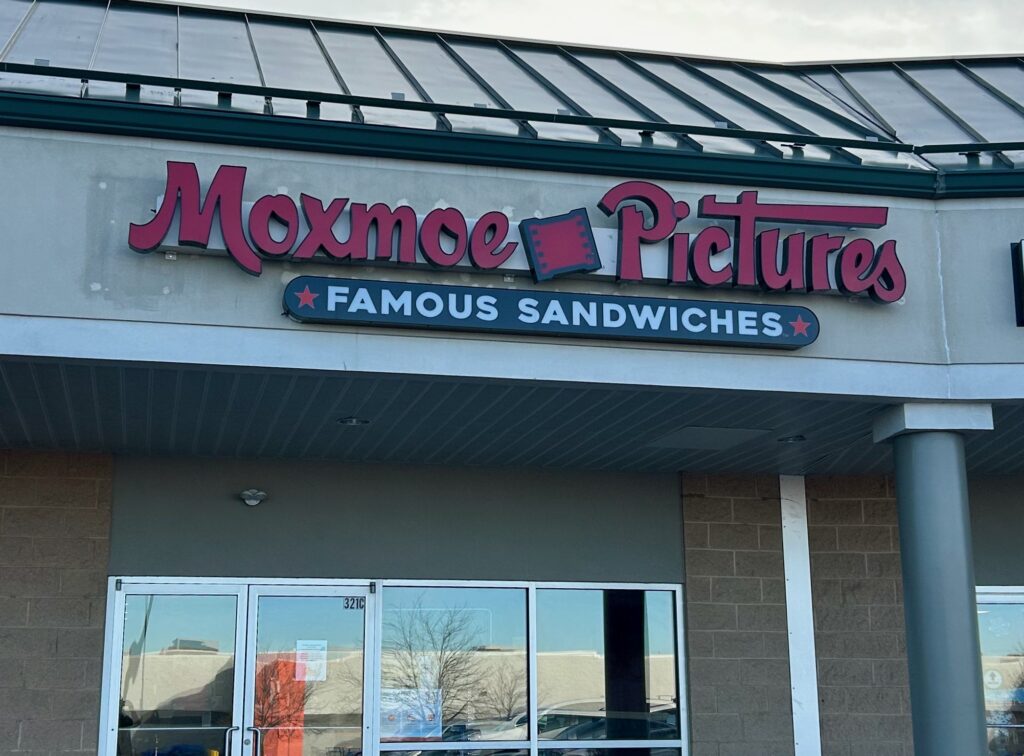 Moxmoe Pictures
FAMOUS SANDWICHES
321C